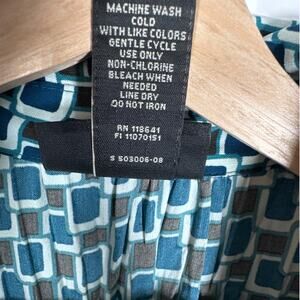 MACHINE WASH
COLD
WITH LIKE COLORS
GENTLE CYCLE
USE ONLY
NON-CHLORINE
BLEACH WHEN
NEEDED
LINE DRY
DO NOT IRON
RN 118641
FI 11070151
S 503006-08